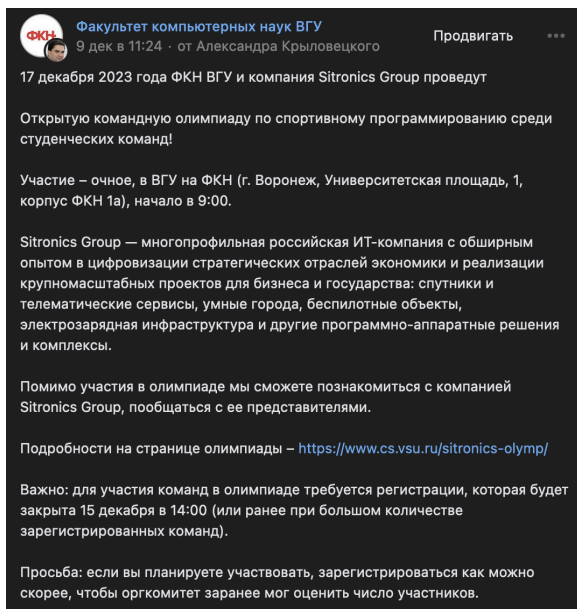 ФКН
Факультет компьютерных наук ВГУ
9 дек в 11:24 · от Александра Крыловецкого
Продвигать
17 декабря 2023 года ФКН ВГУ и компания Sitronics Group проведут
Открытую командную олимпиаду по спортивному программированию среди
студенческих команд!
Участие – очное, в ВГУ на ФКН (г. Воронеж, Университетская площадь, 1,
корпус ФКН 1а), начало в 9:00.
Sitronics Group — многопрофильная российская ИТ-компания с обширным
опытом в цифровизации стратегических отраслей экономики и реализации
крупномасштабных проектов для бизнеса и государства: спутники и
телематические сервисы, умные города, беспилотные объекты,
электрозарядная инфраструктура и другие программно-аппаратные решения
и комплексы.
Помимо участия в олимпиаде мы сможете познакомиться с компанией
Sitronics Group, пообщаться с ее представителями.
Подробности на странице олимпиады – https://www.cs.vsu.ru/sitronics-olymp/
Важно: для участия команд в олимпиаде требуется регистрации, которая будет
закрыта 15 декабря в 14:00 (или ранее при большом количестве
зарегистрированных команд).
Просьба: если вы планируете участвовать, зарегистрироваться как можно
скорее, чтобы оргкомитет заранее мог оценить число участников.